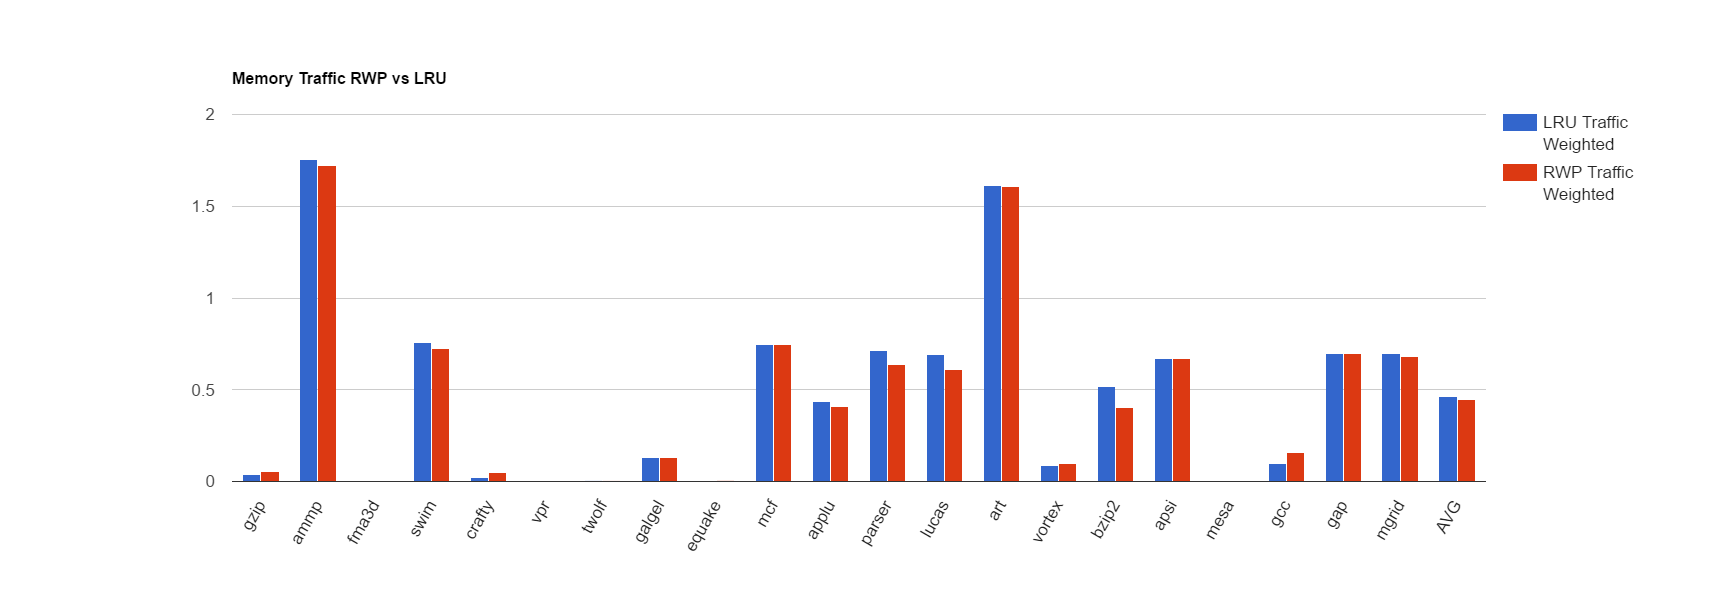 Memory Traffic RWP vs LRU
2
1.5
1
0.5
0
LRU Traffic
Weighted
RWP Traffic
Weighted
gzip
ammp
fma3d
swim
crafty
vpr
twolf
galgel
equake
mcf
applu
parser
lucas
art
vortex
bzip2
apsi
mesa
gcc
gap
mgrid
AVG